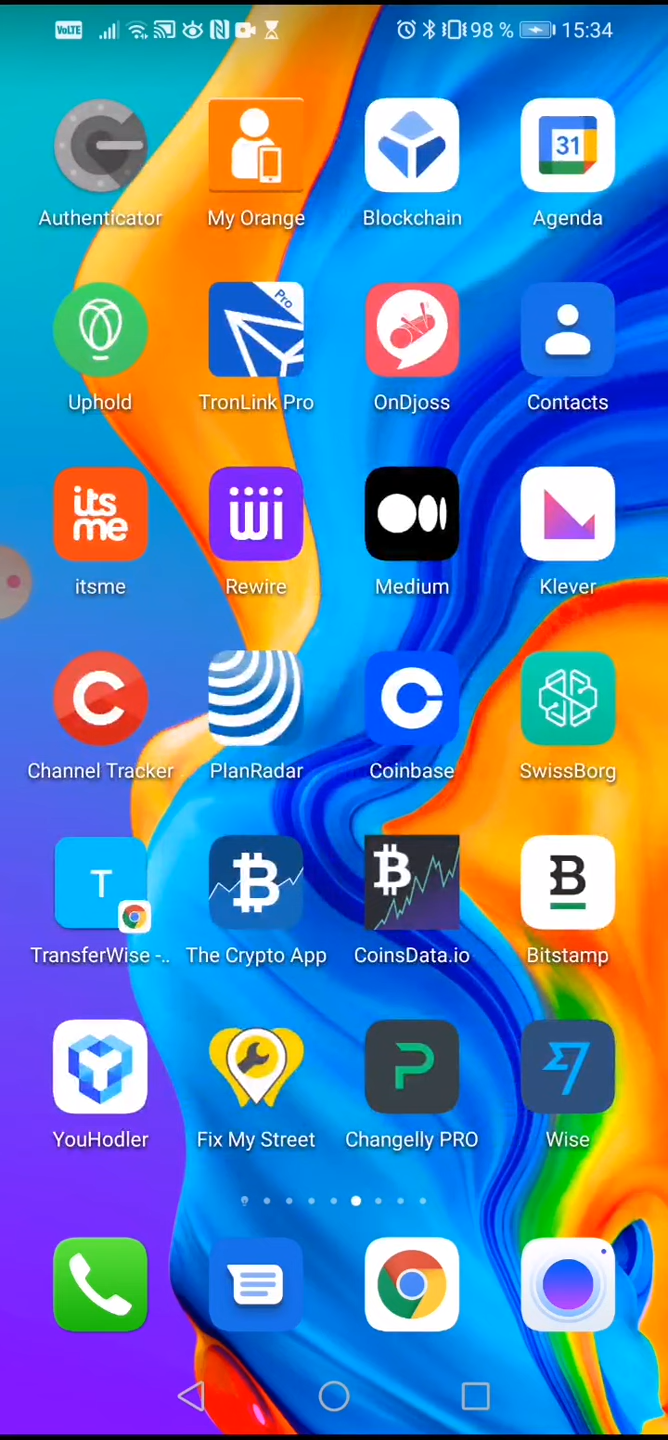 VoLTE 98 % 15:34
Authenticator My Orange Blockchain 31 Agenda
Pro
Uphold TronLink Pro OnDjoss Contacts
its me wi
itsme Rewire Medium Klever
C
Channel Tracker PlanRadar Coinbase SwissBorg
T
TransferWise -.. The Crypto App CoinsData.io Bitstamp
YouHodler Fix My Street Changelly PRO Wise